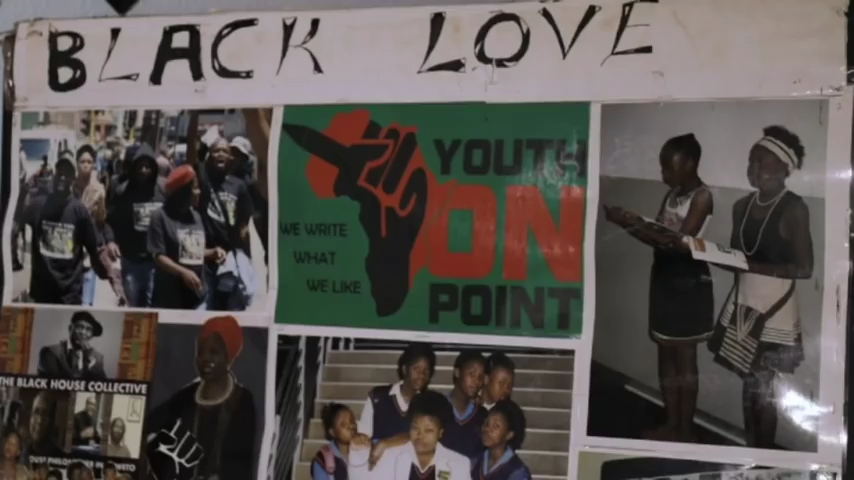 BLACK LOVE
YOUTH
ON
POINT
WE WRITE
WHAT
WE LIKE
THE BLACK HOUSE COLLECTIVE